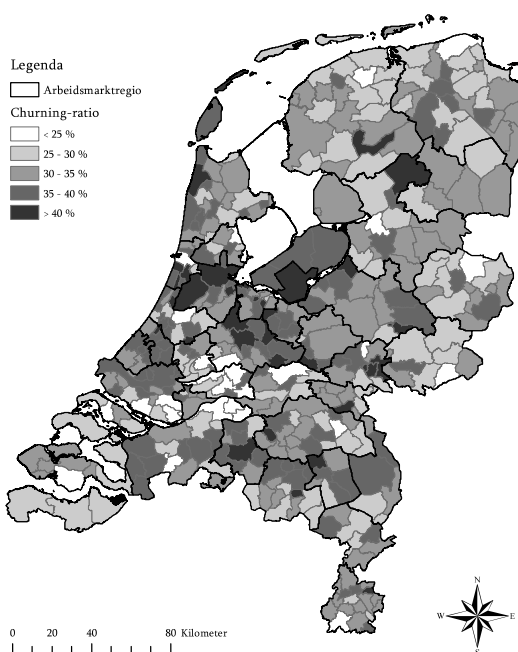 Legenda
Arbeidsmarktregio
Churning-ratio
< 25 %
25 - 30 %
30 - 35 %
35 - 40 %
> 40 %
N
W E
S
0 20 40 80 Kilometer